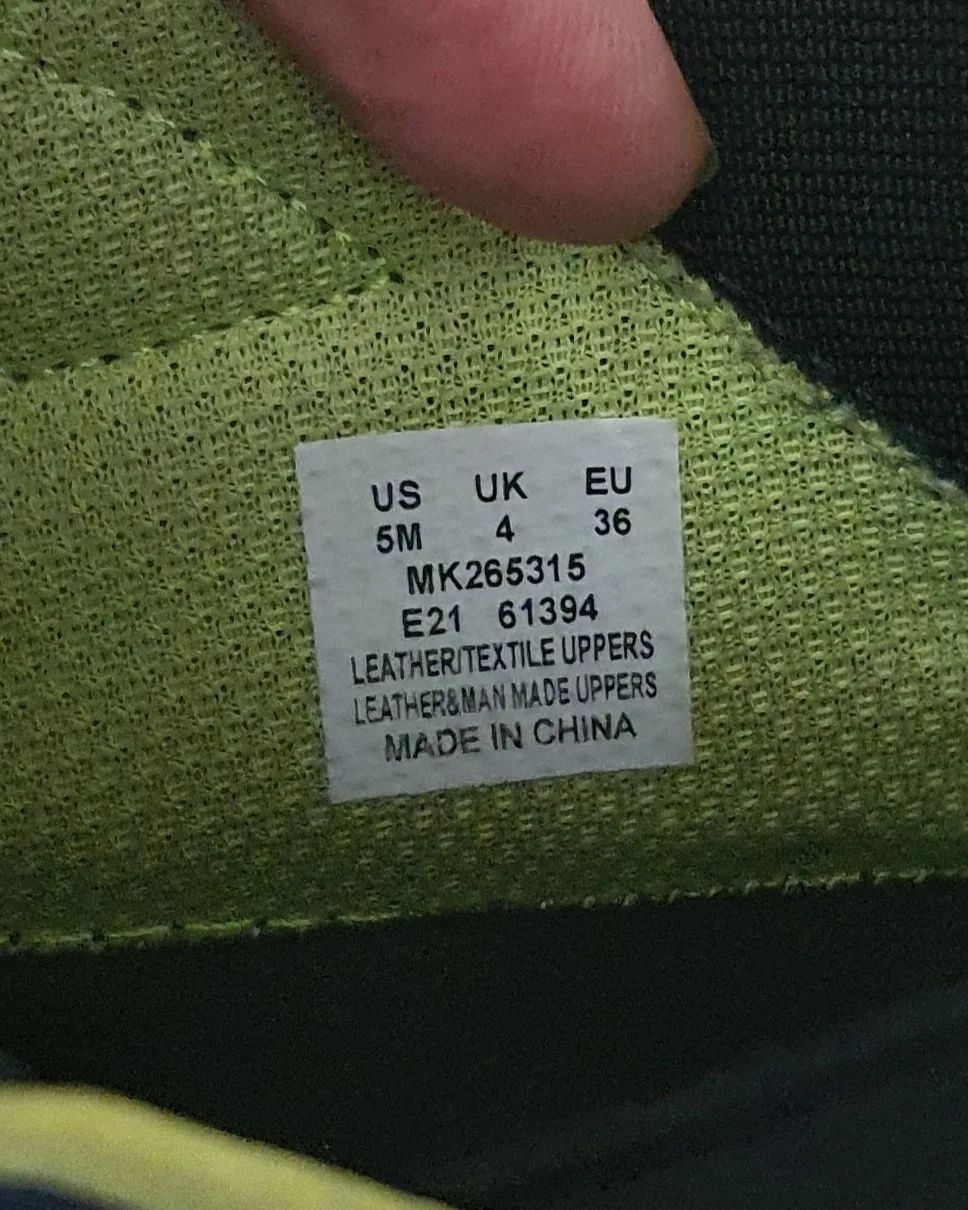 US UK EU
5M 4 36
MK265315
E21 61394
LEATHER/TEXTILE UPPERS
LEATHER&MAN MADE UPPERS
MADE IN CHINA